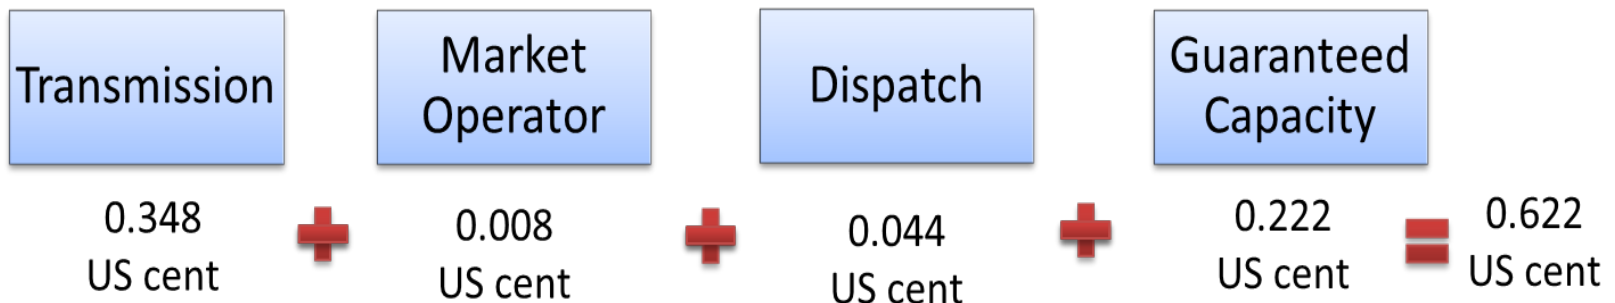 Transmission
Market
Operator
Dispatch
Guaranteed
Capacity
0.348
US cent
0.008
US cent
0.044
US cent
0.222
US cent
0.622
US cent